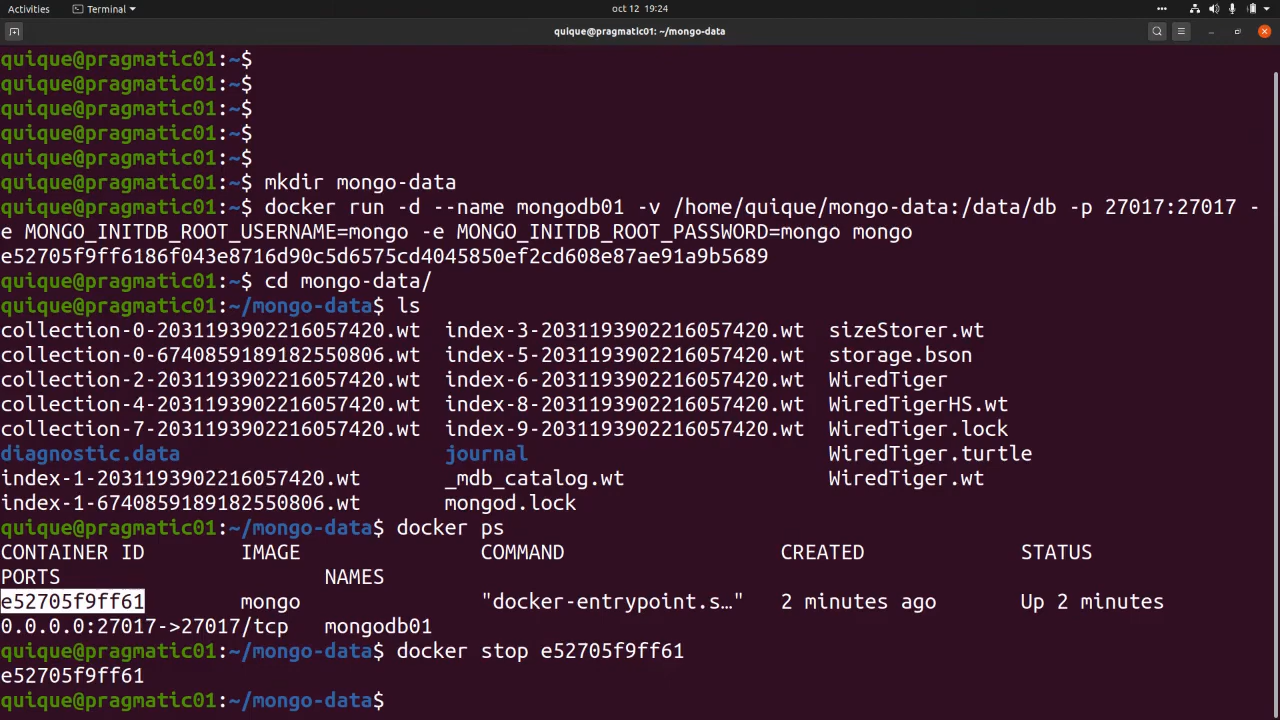 Activities Terminal oct 12 19:24
quique@pragmatic01: ~/mongo-data
quique@pragmatic01:~$
quique@pragmatic01:~$
quique@pragmatic01:~$
quique@pragmatic01:~$
quique@pragmatic01:~$
quique@pragmatic01:~$ mkdir mongo-data
quique@pragmatic01:~$ docker run -d --name mongodb01 -v /home/quique/mongo-data:/data/db -p 27017:27017 -
e MONGO_INITDB_ROOT_USERNAME=mongo -e MONGO_INITDB_ROOT_PASSWORD=mongo mongo
e52705f9ff6186f043e8716d90c5d6575cd4045850ef2cd608e87ae91a9b5689
quique@pragmatic01:~$ cd mongo-data/
quique@pragmatic01:~/mongo-data$ ls
collection-0-2031193902216057420.wt index-3-2031193902216057420.wt sizeStorer.wt
collection-0-6740859189182550806.wt index-5-2031193902216057420.wt storage.bson
collection-2-2031193902216057420.wt index-6-2031193902216057420.wt WiredTiger
collection-4-2031193902216057420.wt index-8-2031193902216057420.wt WiredTigerHS.wt
collection-7-2031193902216057420.wt index-9-2031193902216057420.wt WiredTiger.lock
diagnostic.data journal WiredTiger.turtle
index-1-2031193902216057420.wt _mdb_catalog.wt WiredTiger.wt
index-1-6740859189182550806.wt mongod.lock
quique@pragmatic01:~/mongo-data$ docker ps
CONTAINER ID IMAGE COMMAND CREATED STATUS
PORTS NAMES
e52705f9ff61 mongo "docker-entrypoint.s…" 2 minutes ago Up 2 minutes
0.0.0.0:27017->27017/tcp mongodb01
quique@pragmatic01:~/mongo-data$ docker stop e52705f9ff61
e52705f9ff61
quique@pragmatic01:~/mongo-data$